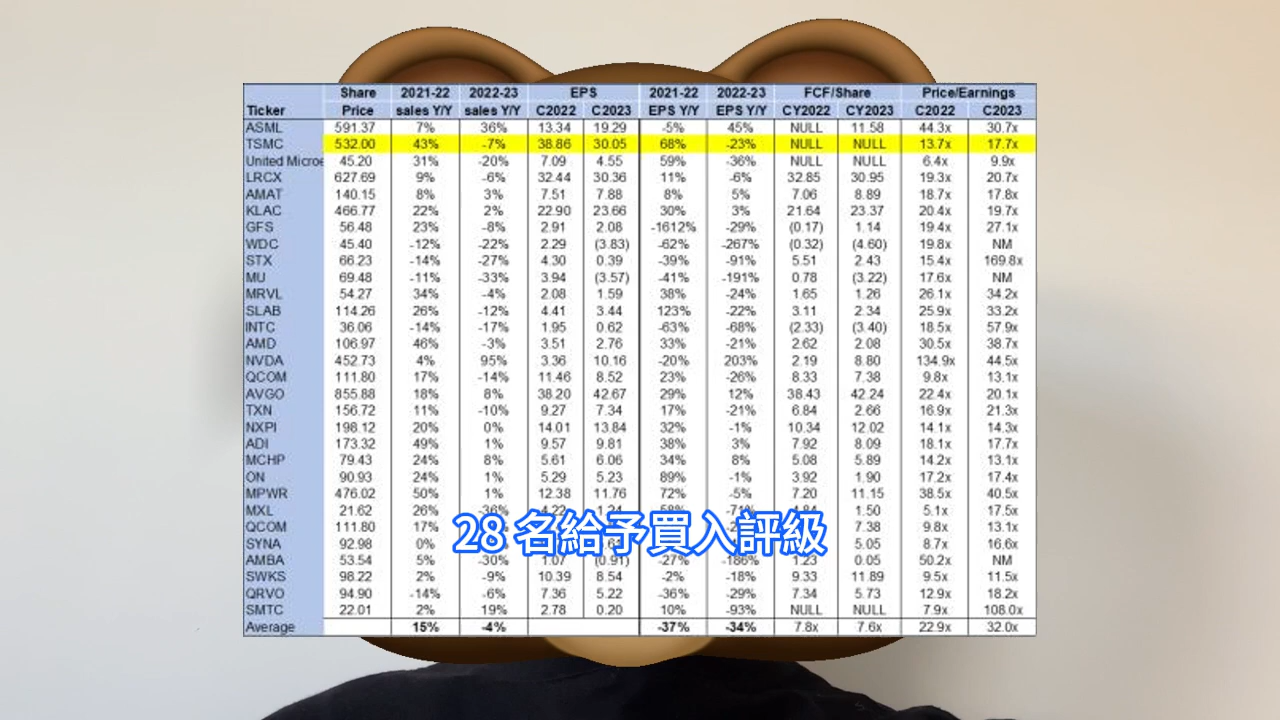 Share 2021-22 2022-23 EPS 2021-22 2022-23 FCF/Share Price/Earnings
Ticker Price sales Y/Y sales Y/Y C2022 C2023 EPS Y/Y EPS Y/Y CY2022 CY2023 C2022 C2023
ASML 591.37 7% 36% 13.34 19.29 -5% 45% NULL 11.58 44.3x 30.7x
TSMC 532.00 43% -7% 38.86 30.05 68% -23% NULL NULL 13.7x 17.7x
United Microe 45.20 31% -20% 7.09 4.55 59% -36% NULL NULL 6.4x 9.9x
LRCX 627.69 9% -6% 32.44 30.36 11% -6% 32.85 30.95 19.3x 20.7x
AMAT 140.15 8% 3% 7.51 7.88 8% 5% 7.06 8.89 18.7x 17.8x
KLAC 466.77 22% 2% 22.90 23.66 30% 3% 21.64 23.37 20.4x 19.7x
GFS 56.48 23% -8% 2.91 2.08 -1612% -29% (0.17) 1.14 19.4x 27.1x
WDC 45.40 -12% -22% 2.29 (3.83) -62% -267% (0.32) (4.60) 19.8x NM
STX 66.23 -14% -27% 4.30 0.39 -39% -91% 5.51 2.43 15.4x 169.8x
MU 69.48 -11% -33% 3.94 (3.57) -41% -191% 0.78 (3.22) 17.6x NM
MRVL 54.27 34% -4% 2.08 1.59 38% -24% 1.65 1.26 26.1x 34.2x
SLAB 114.26 26% -12% 4.41 3.44 123% -22% 3.11 2.34 25.9x 33.2x
INTC 36.06 -14% -17% 1.95 0.62 -63% -68% (2.33) (3.40) 18.5x 57.9x
AMD 106.97 46% -3% 3.51 2.76 33% -21% 2.62 2.08 30.5x 38.7x
NVDA 452.73 4% 95% 3.36 10.16 -20% 203% 2.19 8.80 134.9x 44.5x
QCOM 111.80 17% -14% 11.46 8.52 23% -26% 8.33 7.38 9.8x 13.1x
AVGO 855.88 18% 8% 38.20 42.67 29% 12% 38.43 42.24 22.4x 20.1x
TXN 156.72 11% -10% 9.27 7.34 17% -21% 6.84 2.66 16.9x 21.3x
NXPI 198.12 20% 0% 14.01 13.84 32% -1% 10.34 12.02 14.1x 14.3x
ADI 173.32 49% 1% 9.57 9.81 38% 3% 7.92 8.09 18.1x 17.7x
MCHP 79.43 24% 8% 5.61 6.06 34% 8% 5.08 5.89 14.2x 13.1x
ON 90.93 24% 1% 5.29 5.23 89% -1% 3.92 1.90 17.2x 17.4x
MPWR 476.02 50% 1% 12.38 11.76 72% -5% 7.20 11.15 38.5x 40.5x
MXL 21.62 26% -36% 1.50 5.1x 17.5x
QCOM 111.80 17% 7.38 9.8x 13.1x
28 名給予買入評級
SYNA 92.98 0% 5.05 8.7x 16.6x
AMBA 53.54 5% -30% 1.07 (0.91) -27% -186% 1.23 0.05 50.2x NM
SWKS 98.22 2% -9% 10.39 8.54 -2% -18% 9.33 11.89 9.5x 11.5x
QRVO 94.90 -14% -6% 7.36 5.22 -36% -29% 7.34 5.73 12.9x 18.2x
SMTC 22.01 2% 19% 2.78 0.20 10% -93% NULL NULL 7.9x 108.0x
Average 15% -4% -37% -34% 7.8x 7.6x 22.9x 32.0x